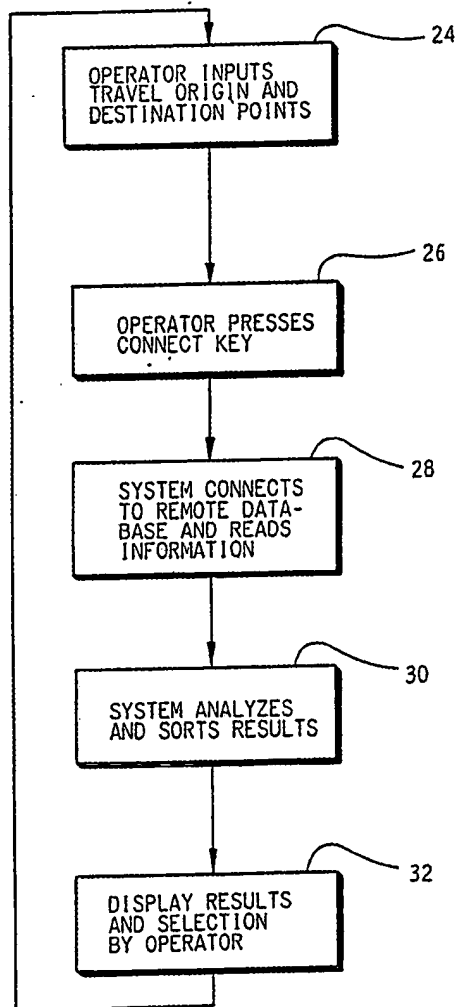 24
OPERATOR INPUTS
TRAVEL ORIGIN AND
DESTINATION POINTS
26
OPERATOR PRESSES
CONNECT KEY
28
SYSTEM CONNECTS
TO REMOTE DATA-
BASE AND READS
INFORMATION
30
SYSTEM ANALYZES
AND SORTS RESULTS
32
DISPLAY RESULTS
AND SELECTION
BY OPERATOR